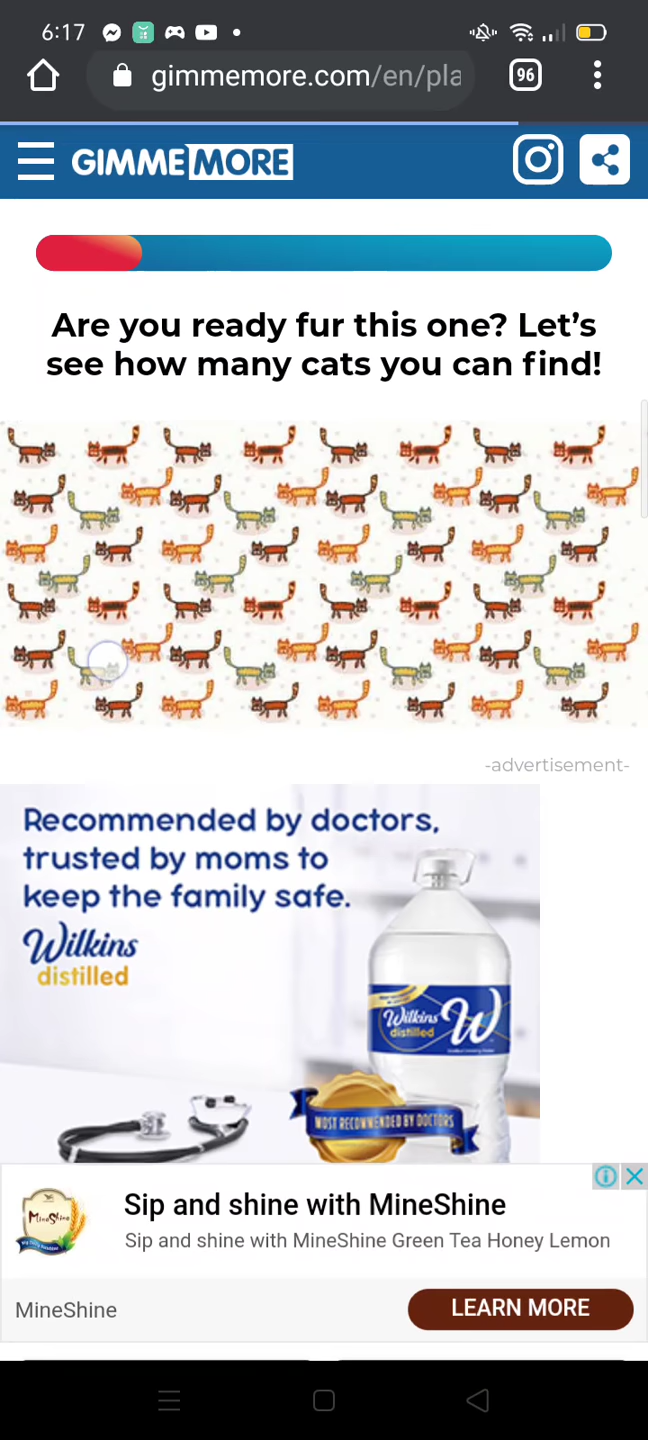 6:17
gimmemore.com/en/pla
96
GIMMEMORE
Are you ready fur this one? Let’s
see how many cats you can find!
-advertisement-
Recommended by doctors,
trusted by moms to
keep the family safe.
Wilkins
distilled
Wilkins
distilled
W
MOST RECOMMENDED BY DOCTORS
Sip and shine with MineShine
MineShine
Sip and shine with MineShine Green Tea Honey Lemon
MineShine
LEARN MORE